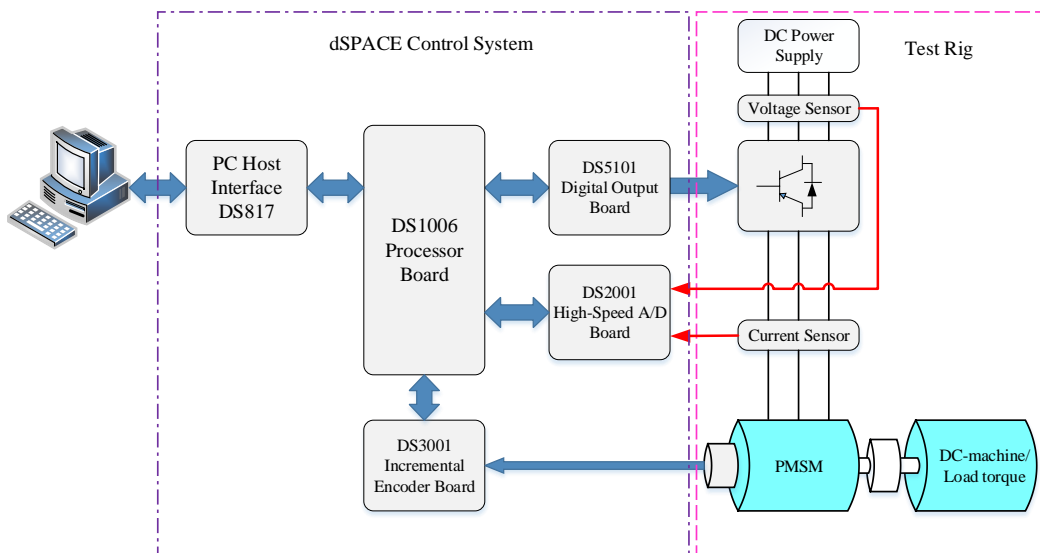 dSPACE Control System
Test Rig
DC Power
Supply
Voltage Sensor
PC Host
Interface
DS817
DS1006
Processor
Board
DS5101
Digital Output
Board
DS2001
High-Speed A/D
Board
Current Sensor
DS3001
Incremental
Encoder Board
PMSM
DC-machine/
Load torque